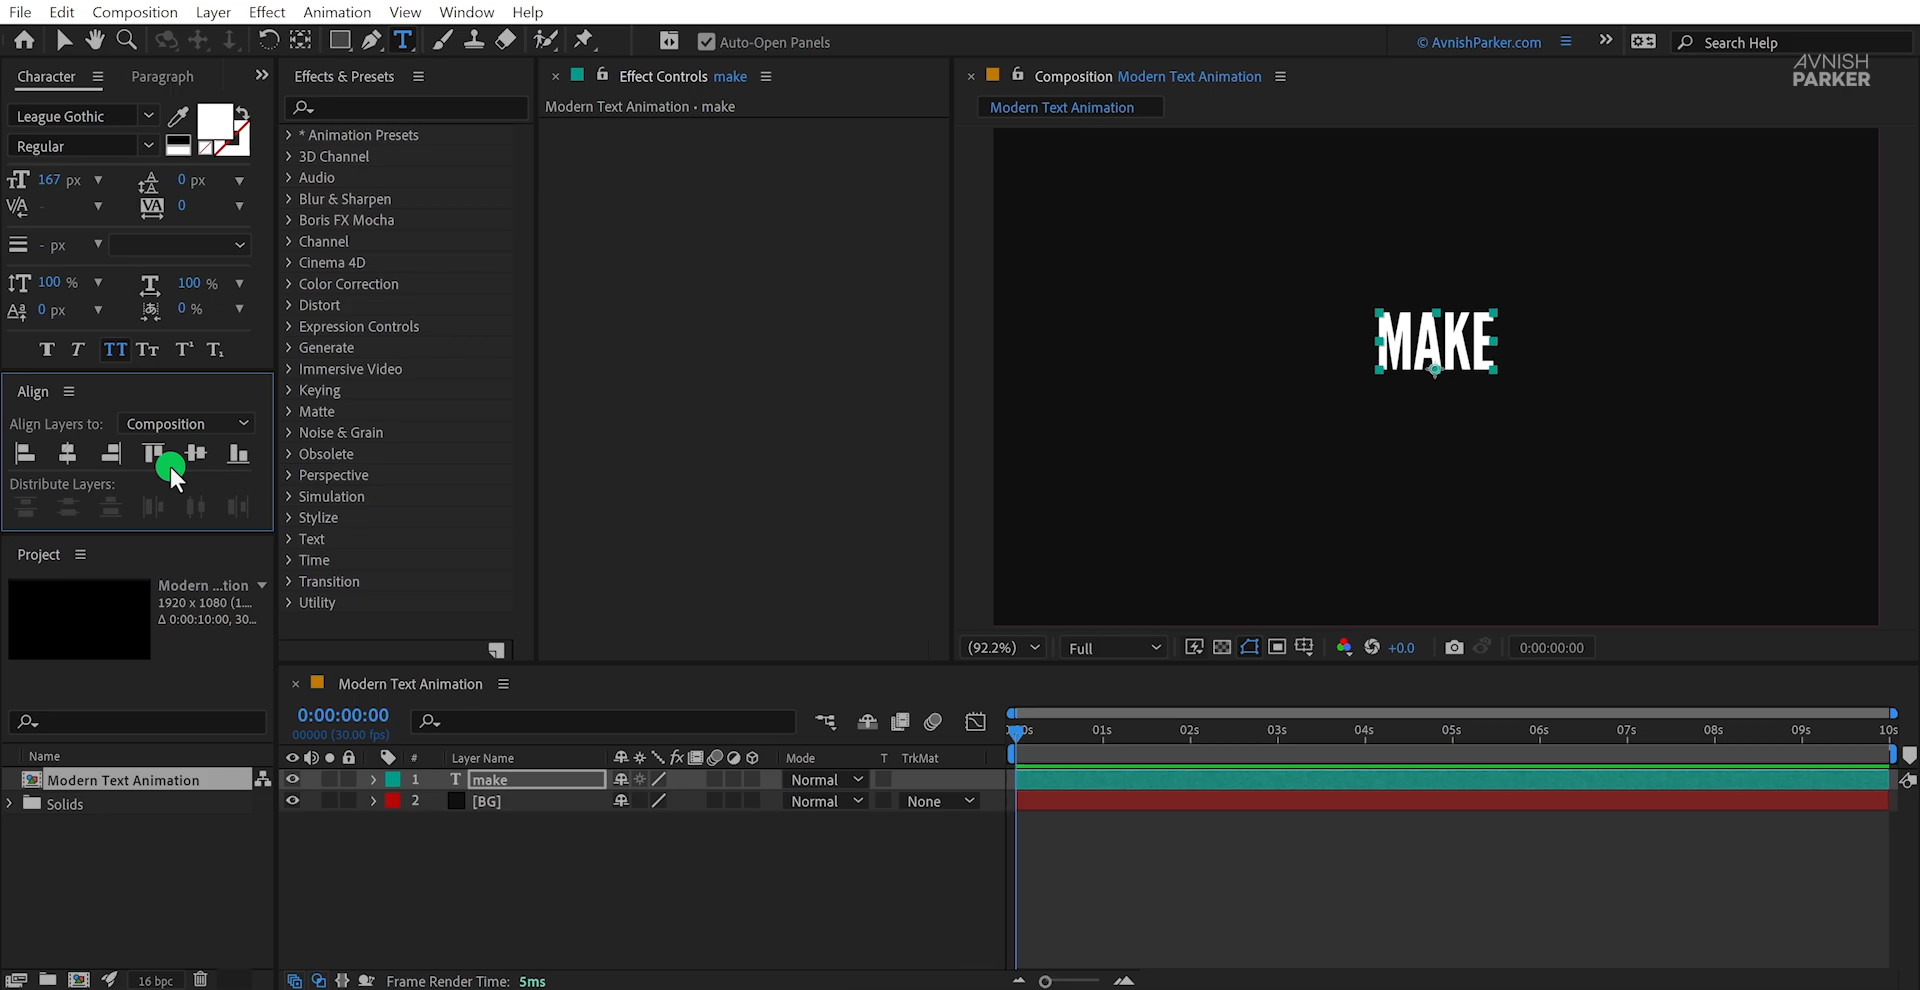 File Edit Composition Layer Effect Animation View Window Help
Auto-Open Panels
© AvnishParker.com
Search Help
AVNISH
PARKER
Character Paragraph
League Gothic
Regular
167 px 0 px
- 0
- px
100 % 100 %
0 px 0 %
T T TT Tт T¹ T₁
Align
Align Layers to: Composition
Distribute Layers:
Project
Modern ...tion
1920 x 1080 (1....
Δ 0:00:10:00, 30...
Name
Modern Text Animation
Solids
16 bpc
Effects & Presets
* Animation Presets
3D Channel
Audio
Blur & Sharpen
Boris FX Mocha
Channel
Cinema 4D
Color Correction
Distort
Expression Controls
Generate
Immersive Video
Keying
Matte
Noise & Grain
Obsolete
Perspective
Simulation
Stylize
Text
Time
Transition
Utility
Effect Controls make
Modern Text Animation • make
Composition Modern Text Animation
Modern Text Animation
MAKE
(92.2%) Full +0.0 0:00:00:00
Modern Text Animation
0:00:00:00
00000 (30.00 fps)
# Layer Name fx Mode T TrkMat
1 T make Normal
2 [BG] Normal None
01s 02s 03s 04s 05s 06s 07s 08s 09s 10s
Frame Render Time: 5ms